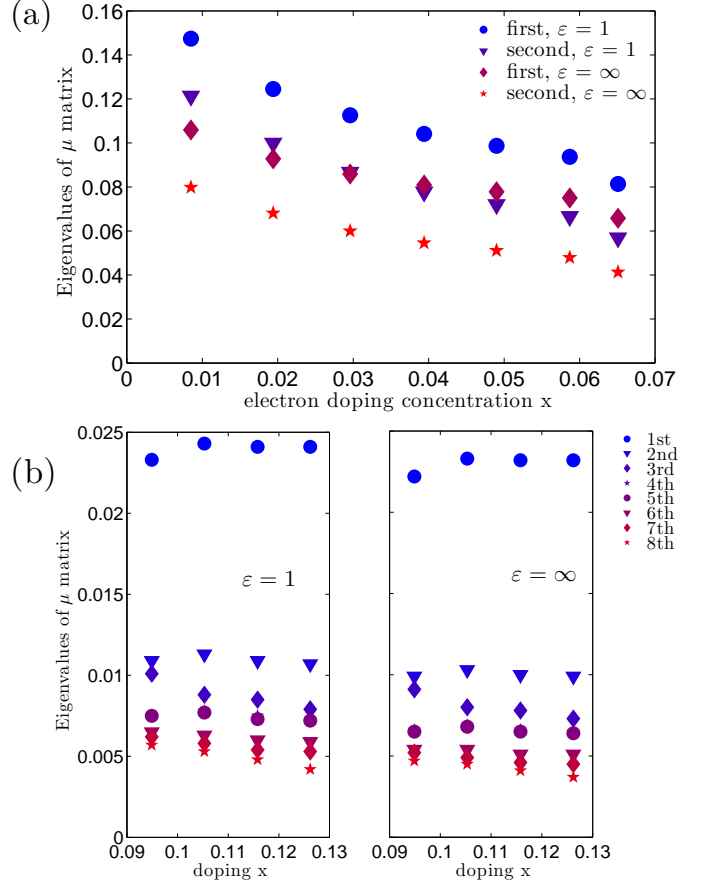 (a)
0.16
0.14
0.12
0.1
0.08
0.06
0.04
0.02
0
Eigenvalues of μ matrix
first, ε = 1
second, ε = 1
first, ε = ∞
second, ε = ∞
0 0.01 0.02 0.03 0.04 0.05 0.06 0.07
electron doping concentration x
(b)
0.025
0.02
0.015
0.01
0.005
0
Eigenvalues of μ matrix
ε = 1
0.09 0.1 0.11 0.12 0.13
doping x
ε = ∞
0.09 0.1 0.11 0.12 0.13
doping x
1st
2nd
3rd
4th
5th
6th
7th
8th